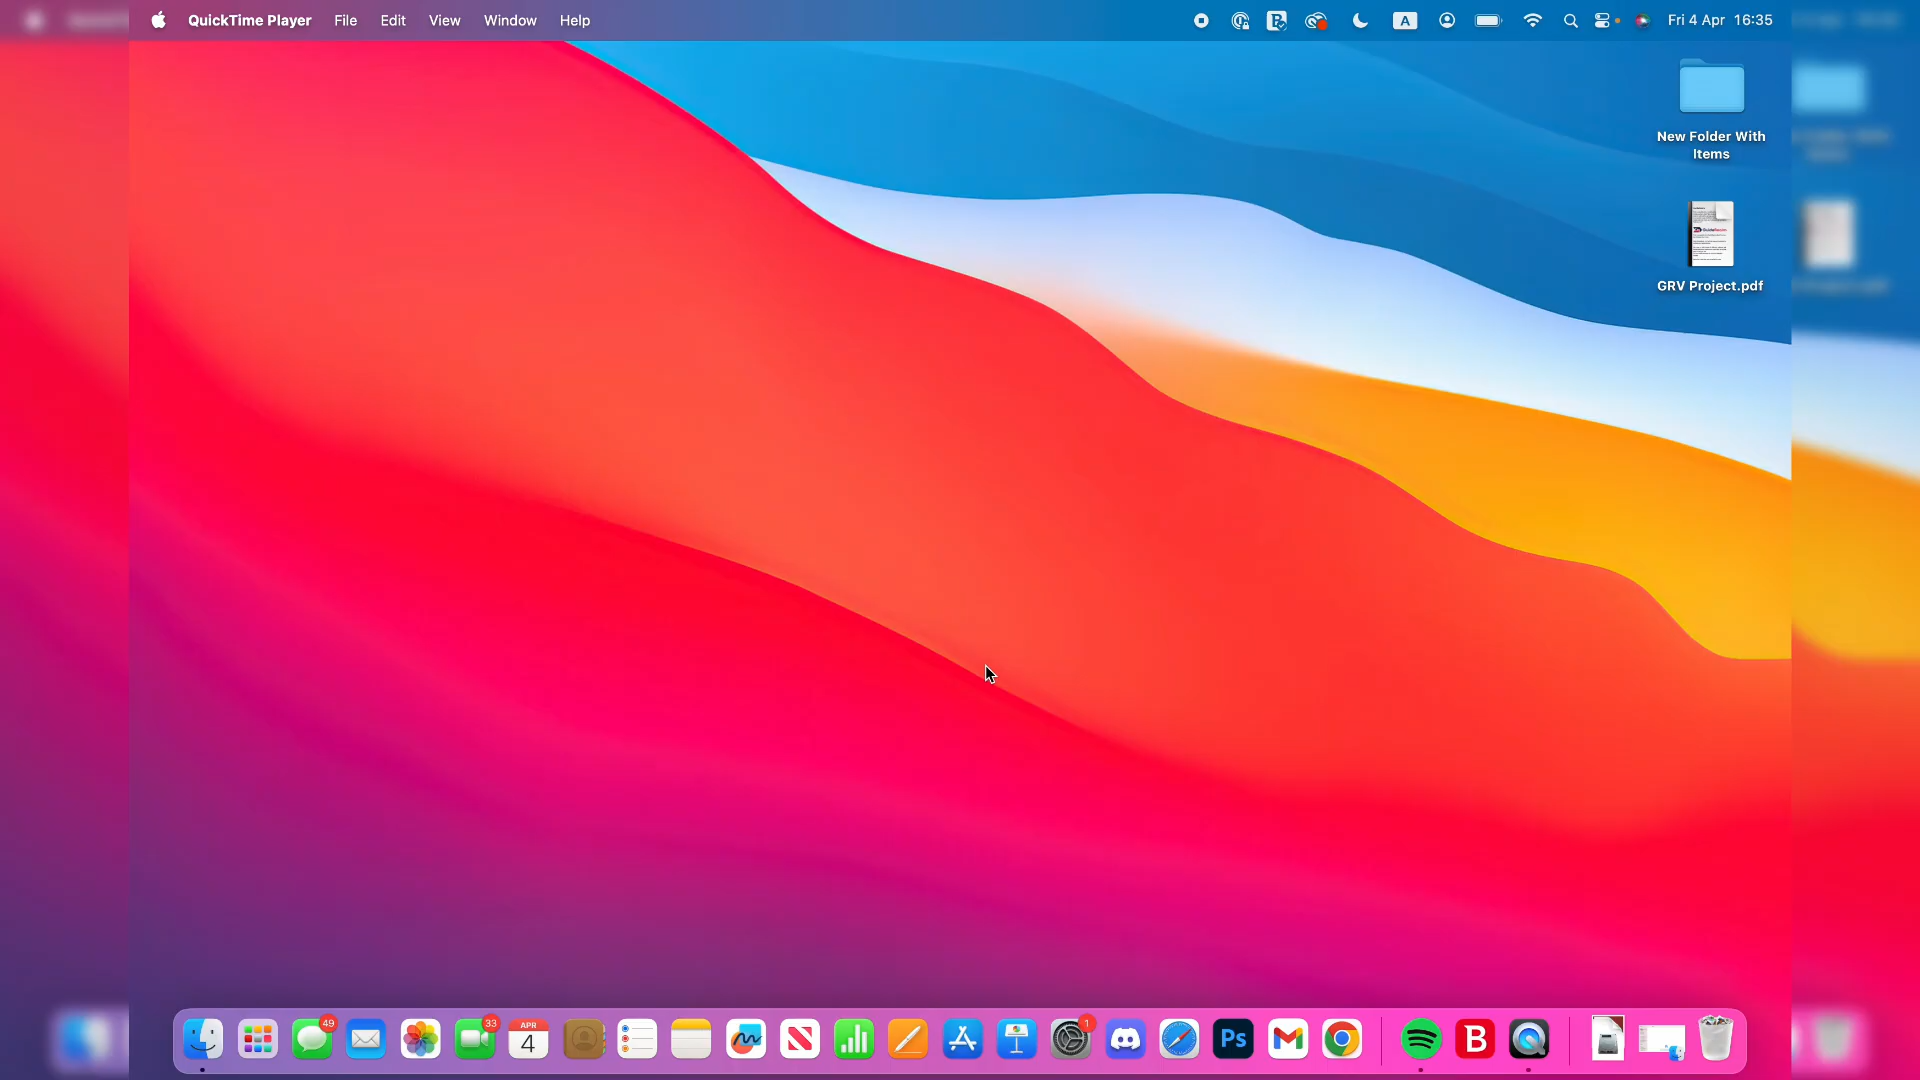 QuickTime Player File Edit View Window Help A Fri 4 Apr 16:35
New Folder With
Items
GRV Project.pdf
49
33
APR
4
1
Ps
B